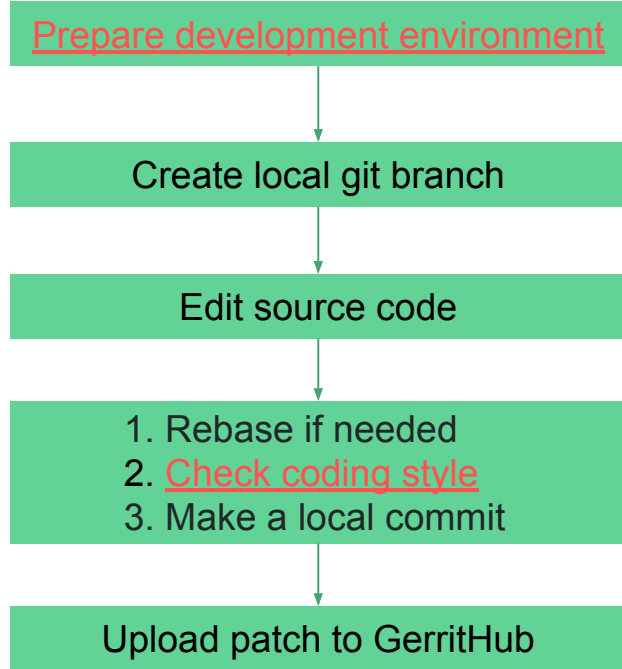 Prepare development environment
Create local git branch
Edit source code
1. Rebase if needed
2. Check coding style
3. Make a local commit
Upload patch to GerritHub